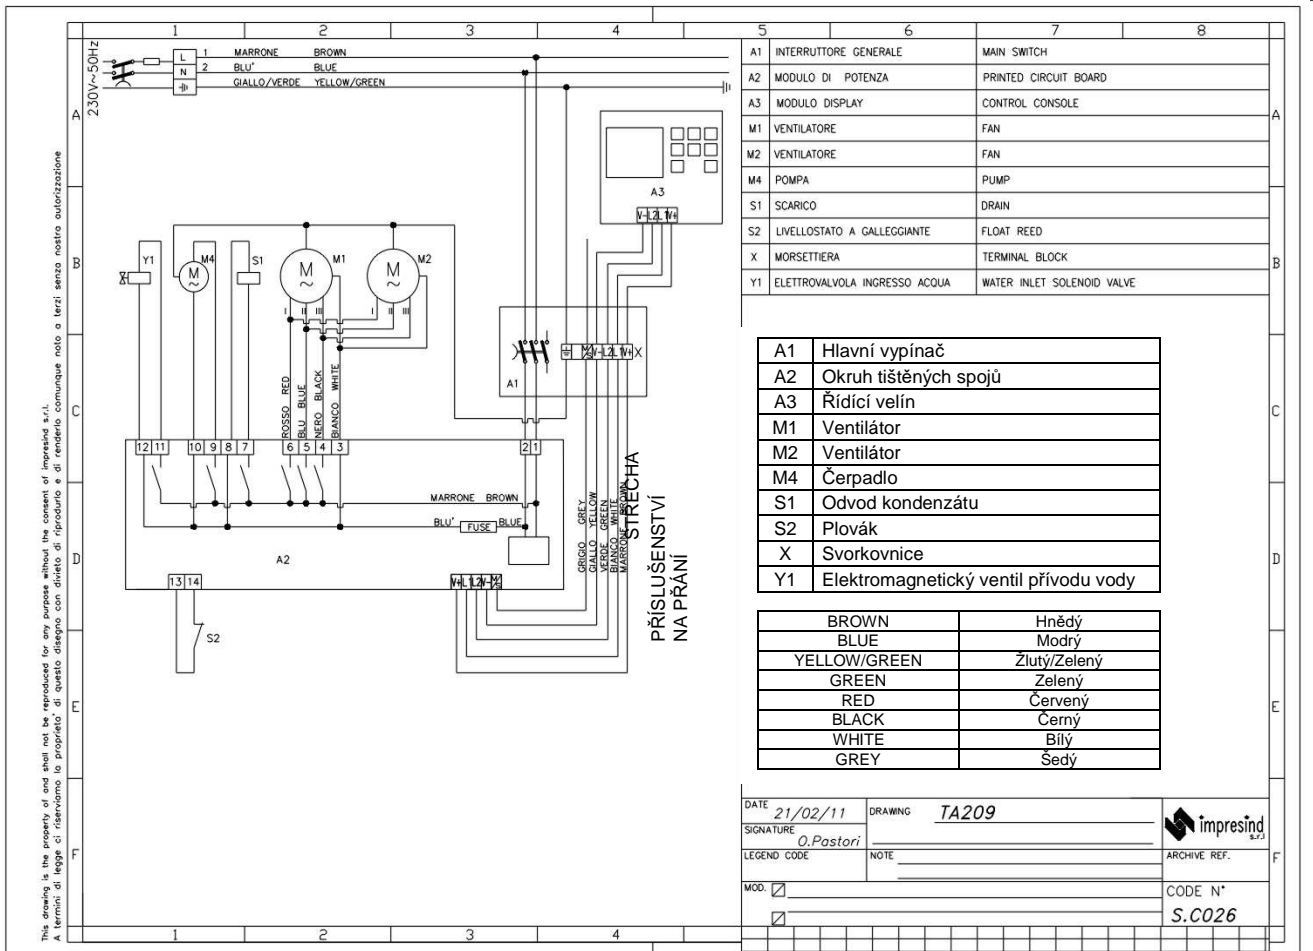 1 2 3 4 5 6 7 8
A B C D E F
230V~50Hz
L 1 MARRONE BROWN
N 2 BLU' BLUE
GIALLO/VERDE YELLOW/GREEN
A3
V- L2 L1 V+
Y1 M4 S1 M M1 M M2
M
I II III I II III
A1
V- L2 L1 V+ X
ROSSO RED
BLU BLUE
NERO BLACK
BIANCO WHITE
12 11 10 9 8 7 6 5 4 3 2 1
MARRONE BROWN
BLU' FUSE BLUE
A2
13 14
V+ L1 L2 V-
S2
GRIGIO GREY
GIALLO YELLOW
VERDE GREEN
BIANCO WHITE
MARRONE BROWN
STŘECHA
PŘÍSLUŠENSTVÍ
NA PŘÁNÍ
A1 INTERRUTTORE GENERALE MAIN SWITCH
A2 MODULO DI POTENZA PRINTED CIRCUIT BOARD
A3 MODULO DISPLAY CONTROL CONSOLE
M1 VENTILATORE FAN
M2 VENTILATORE FAN
M4 POMPA PUMP
S1 SCARICO DRAIN
S2 LIVELLOSTATO A GALLEGGIANTE FLOAT REED
X MORSETTIERA TERMINAL BLOCK
Y1 ELETTROVALVOLA INGRESSO ACQUA WATER INLET SOLENOID VALVE
A1 Hlavní vypínač
A2 Okruh tištěných spojů
A3 Řídící velín
M1 Ventilátor
M2 Ventilátor
M4 Čerpadlo
S1 Odvod kondenzátu
S2 Plovák
X Svorkovnice
Y1 Elektromagnetický ventil přívodu vody
BROWN Hnědý
BLUE Modrý
YELLOW/GREEN Žlutý/Zelený
GREEN Zelený
RED Červený
BLACK Černý
WHITE Bílý
GREY Šedý
DATE 21/02/11 DRAWING TA209
SIGNATURE O.Pastori
impresind s.r.l
LEGEND CODE NOTE ARCHIVE REF.
MOD. CODE N°
S.C026
This drawing is the property of and shall not be reproduced for any purpose without the consent of impresind s.r.l.
A termini di legge ci riserviamo la proprieta' di questo disegno con divieto di riprodurlo e di renderlo comunque noto a terzi senza nostra autorizzazione
A B C D E F
1 2 3 4